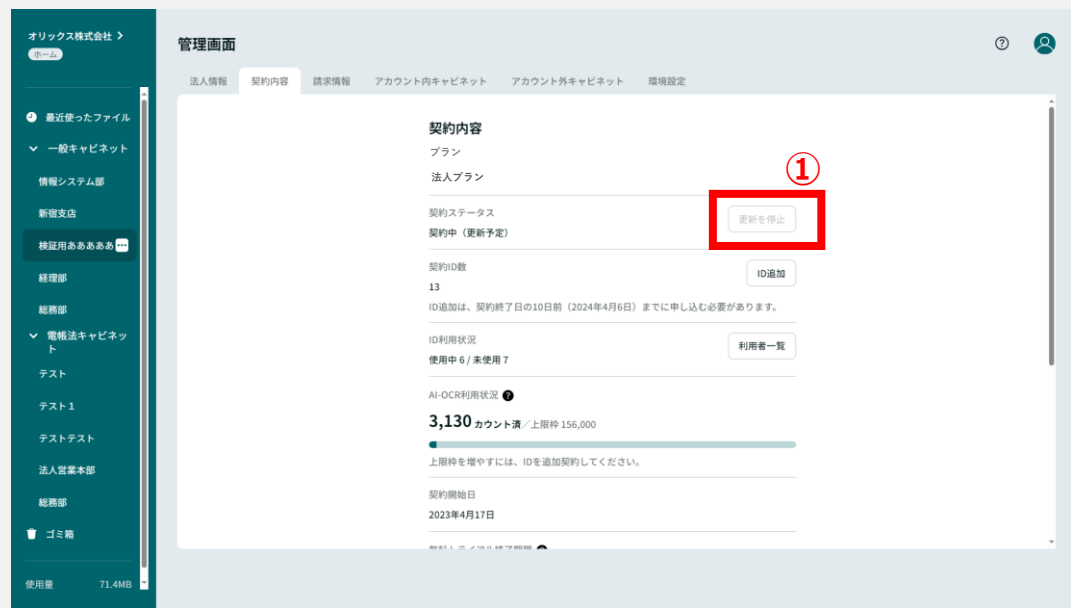 オリックス株式会社
ホーム
管理画面
法人情報 契約内容 請求情報 アカウント内キャビネット アカウント外キャビネット 環境設定
最近使ったファイル
一般キャビネット
情報システム部
新宿支店
検証用あああああ
経理部
総務部
電帳法キャビネッ
ト
テスト
テスト1
テストテスト
法人営業本部
総務部
ゴミ箱
使用量 71.4MB
契約内容
プラン
法人プラン
①
契約ステータス
契約中（更新予定）
更新を停止
契約ID数
13
ID追加
ID追加は、契約終了日の10日前（2024年4月6日）までに申し込む必要があります。
ID利用状況
使用中 6 / 未使用 7
利用者一覧
AI-OCR利用状況
3,130 カウント済／上限枠 156,000
上限枠を増やすには、IDを追加契約してください。
契約開始日
2023年4月17日